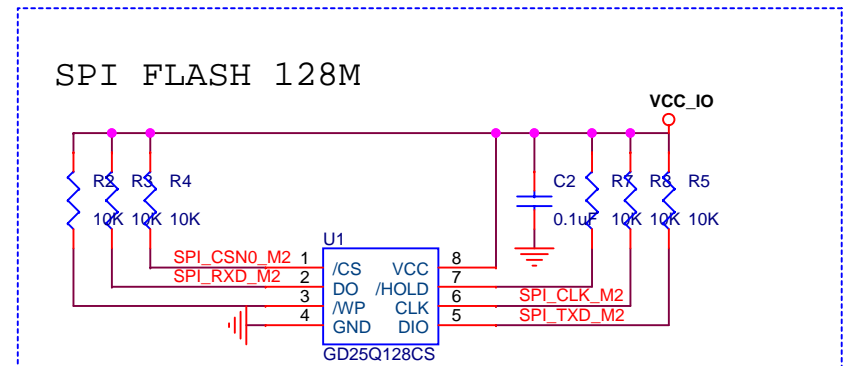 SPI FLASH 128M
VCC_IO
R2 R3 R4
10K 10K 10K
C2
0.1uF
R7 R8 R5
10K 10K 10K
U1
SPI_CSN0_M2 1 /CS VCC 8
SPI_RXD_M2 2 DO /HOLD 7
3 /WP CLK 6 SPI_CLK_M2
4 GND DIO 5 SPI_TXD_M2
GD25Q128CS